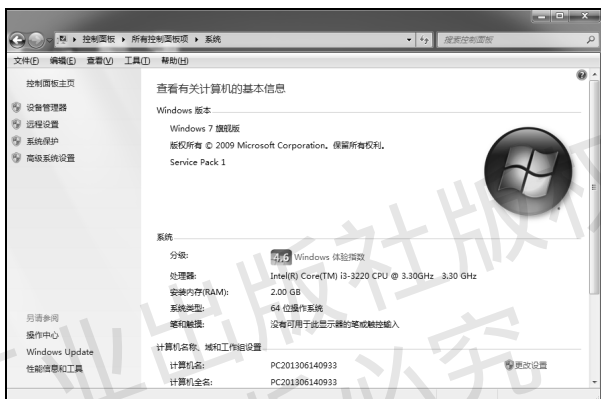 控制面板 ▸ 所有控制面板项 ▸ 系统
搜索控制面板
文件(F) 编辑(E) 查看(V) 工具(T) 帮助(H)
控制面板主页
设备管理器
远程设置
系统保护
高级系统设置
另请参阅
操作中心
Windows Update
性能信息和工具
查看有关计算机的基本信息
Windows 版本
Windows 7 旗舰版
版权所有 © 2009 Microsoft Corporation。保留所有权利。
Service Pack 1
系统
分级: 4.6 Windows 体验指数
处理器: Intel(R) Core(TM) i3-3220 CPU @ 3.30GHz 3.30 GHz
安装内存(RAM): 2.00 GB
系统类型: 64 位操作系统
笔和触摸: 没有可用于此显示器的笔或触控输入
计算机名称、域和工作组设置
计算机名: PC201306140933 更改设置
计算机全名: PC201306140933
业出版社版权
必究